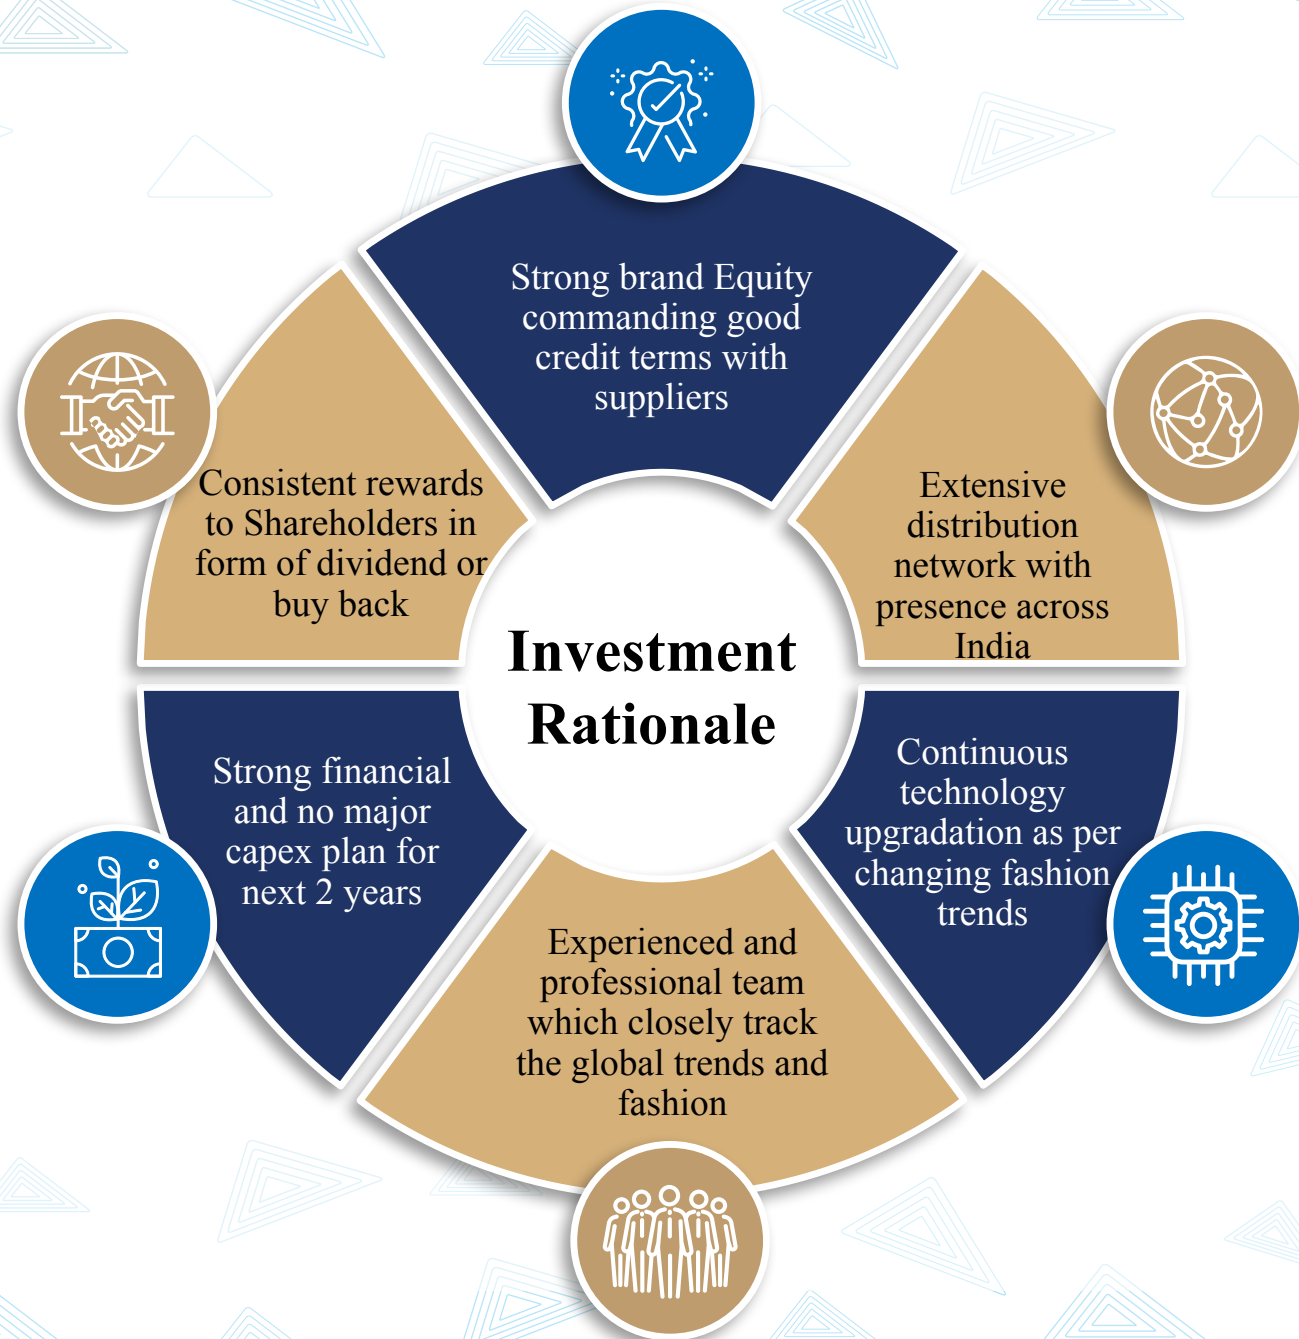 Strong brand Equity
commanding good
credit terms with
suppliers
Extensive
distribution
network with
presence across
India
Continuous
technology
upgradation as per
changing fashion
trends
Experienced and
professional team
which closely track
the global trends and
fashion
Strong financial
and no major
capex plan for
next 2 years
Consistent rewards
to Shareholders in
form of dividend or
buy back
Investment
Rationale